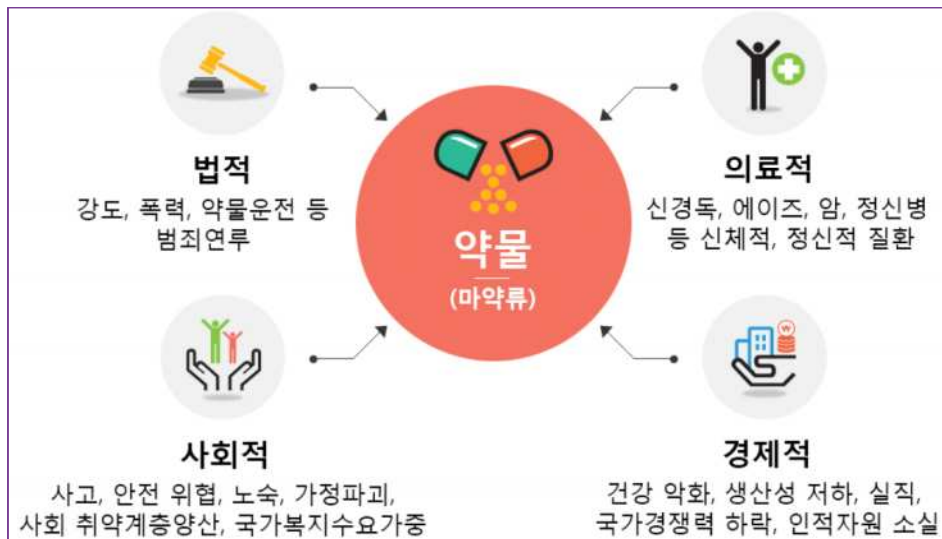 법적
강도, 폭력, 약물운전 등
범죄연루
의료적
신경독, 에이즈, 암, 정신병
등 신체적, 정신적 질환
약물
(마약류)
사회적
사고, 안전 위협, 노숙, 가정파괴,
사회 취약계층양산, 국가복지수요가중
경제적
건강 악화, 생산성 저하, 실직,
국가경쟁력 하락, 인적자원 소실
₩